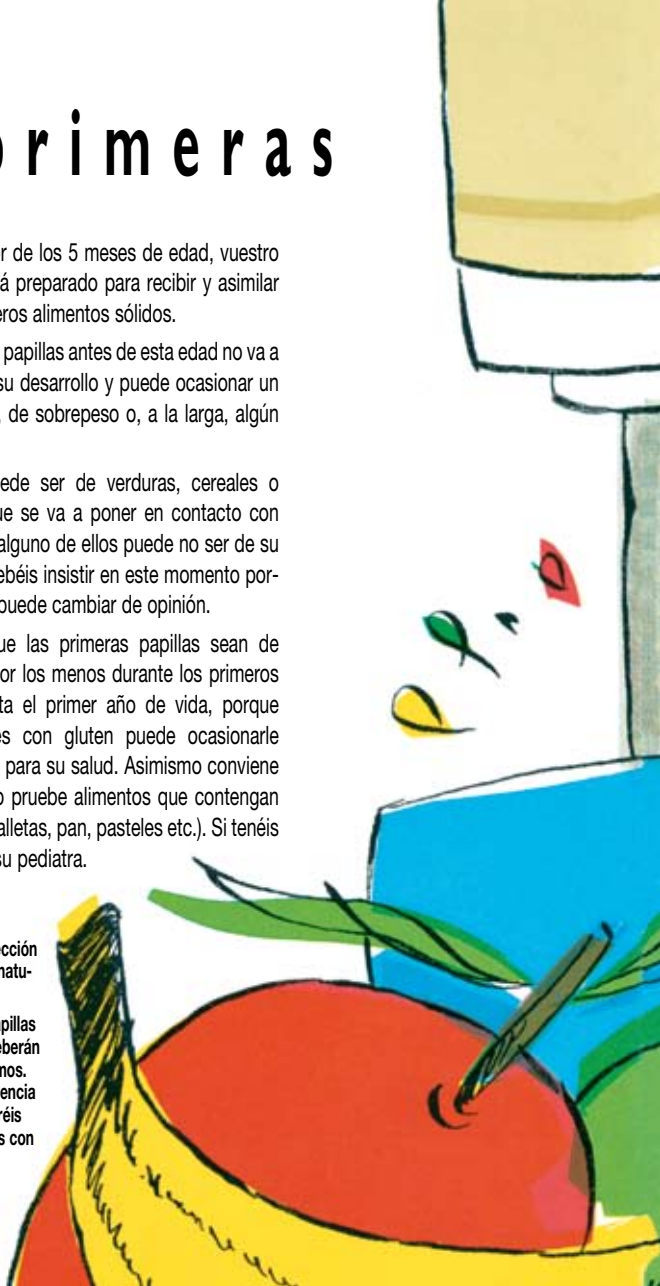 primeras
r de los 5 meses de edad, vuestro
á preparado para recibir y asimilar
eros alimentos sólidos.
papillas antes de esta edad no va a
su desarrollo y puede ocasionar un
, de sobrepeso o, a la larga, algún
ede ser de verduras, cereales o
ue se va a poner en contacto con
alguno de ellos puede no ser de su
ebéis insistir en este momento por-
puede cambiar de opinión.
ue las primeras papillas sean de
or los menos durante los primeros
ta el primer año de vida, porque
es con gluten puede ocasionarle
para su salud. Asimismo conviene
o pruebe alimentos que contengan
alletas, pan, pasteles etc.). Si tenéis
su pediatra.
ección
natu-
apillas
eberán
mos.
encia
réis
s con